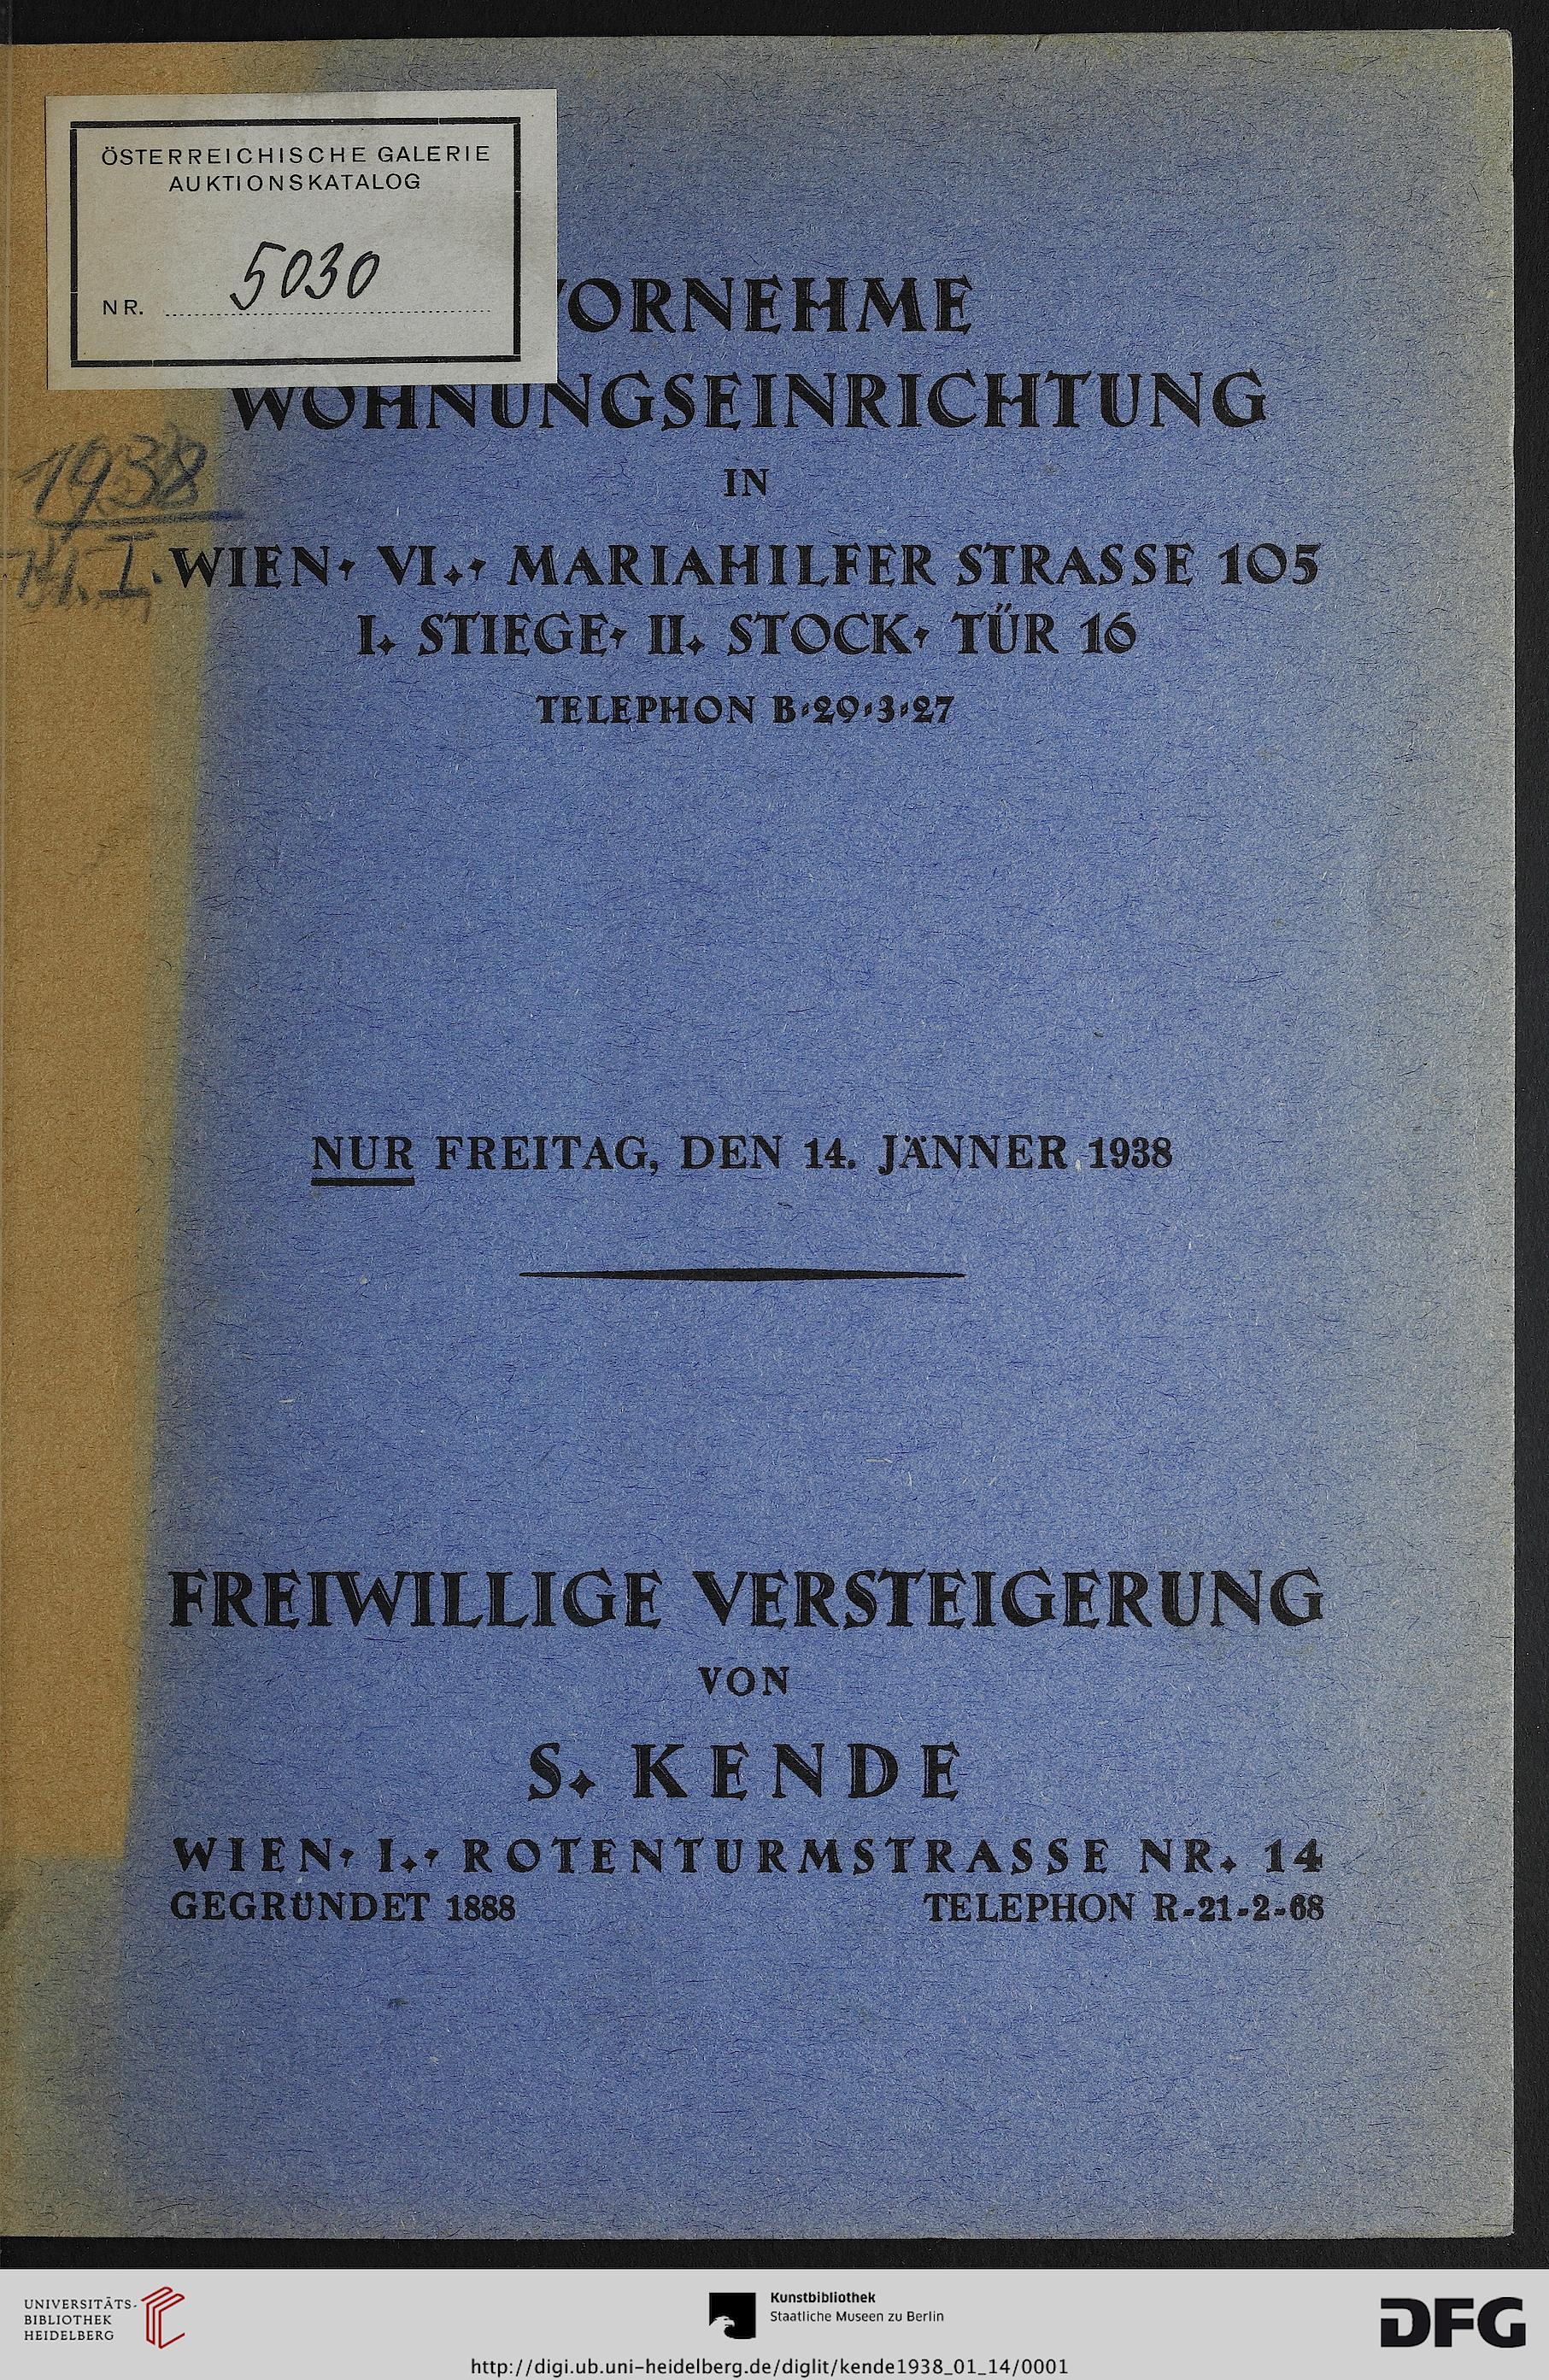 ÖSTERREICHISCHE GALERIE
AUKTIONSKATALOG
NR. 5030
ORNEHME
WOHNUNGSEINRICHTUNG
IN
1938
14. I.
WIEN, VI., MARIAHILFER STRASSE 105
I. STIEGE, II. STOCK, TÜR 16
TELEPHON B-29-3-27
NUR FREITAG, DEN 14. JÄNNER 1938
FREIWILLIGE VERSTEIGERUNG
VON
S. KENDE
WIEN, I., ROTENTURMSTRASSE NR. 14
GEGRÜNDET 1888 TELEPHON R-21-2-68
UNIVERSITÄTS-
BIBLIOTHEK
HEIDELBERG
Kunstbibliothek
Staatliche Museen zu Berlin
DFG
http://digi.ub.uni-heidelberg.de/diglit/kende1938_01_14/0001